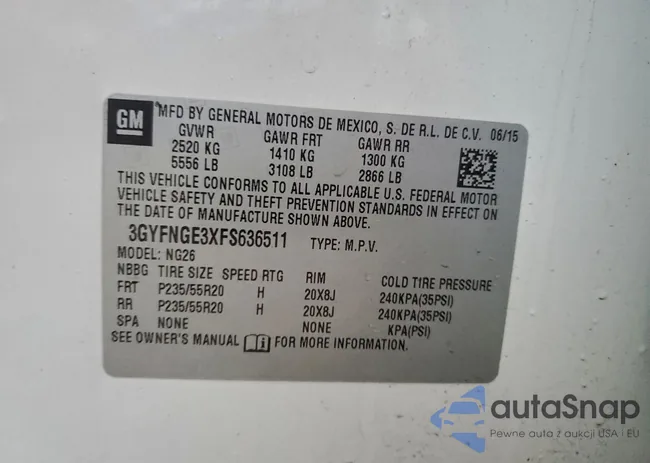 GM
MFD BY GENERAL MOTORS DE MEXICO, S. DE R.L. DE C.V. 06/15
GVWR GAWR FRT GAWR RR
2520 KG 1410 KG 1300 KG
5556 LB 3108 LB 2866 LB
THIS VEHICLE CONFORMS TO ALL APPLICABLE U.S. FEDERAL MOTOR
VEHICLE SAFETY AND THEFT PREVENTION STANDARDS IN EFFECT ON
THE DATE OF MANUFACTURE SHOWN ABOVE.
3GYFNGE3XFS636511 TYPE: M.P.V.
MODEL: NG26
NBBG TIRE SIZE SPEED RTG RIM COLD TIRE PRESSURE
FRT P235/55R20 H 20X8J 240KPA(35PSI)
RR P235/55R20 H 20X8J 240KPA(35PSI)
SPA NONE NONE KPA(PSI)
SEE OWNER'S MANUAL FOR MORE INFORMATION.
autoSnap
Pewne auto z aukcji USA i EU